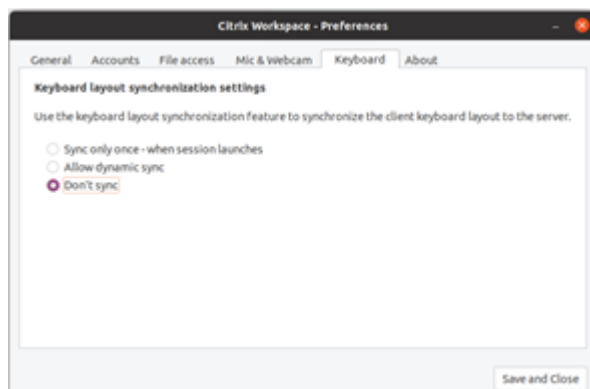 Citrix Workspace - Preferences
General Accounts File access Mic & Webcam Keyboard About
Keyboard layout synchronization settings
Use the keyboard layout synchronization feature to synchronize the client keyboard layout to the server.
Sync only once - when session launches
Allow dynamic sync
Don't sync
Save and Close